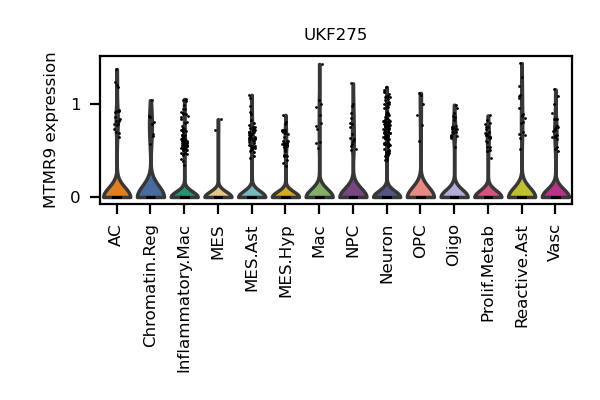 UKF275
MTMR9 expression
1
0
AC
Chromatin.Reg
Inflammatory.Mac
MES
MES.Ast
MES.Hyp
Mac
NPC
Neuron
OPC
Oligo
Prolif.Metab
Reactive.Ast
Vasc